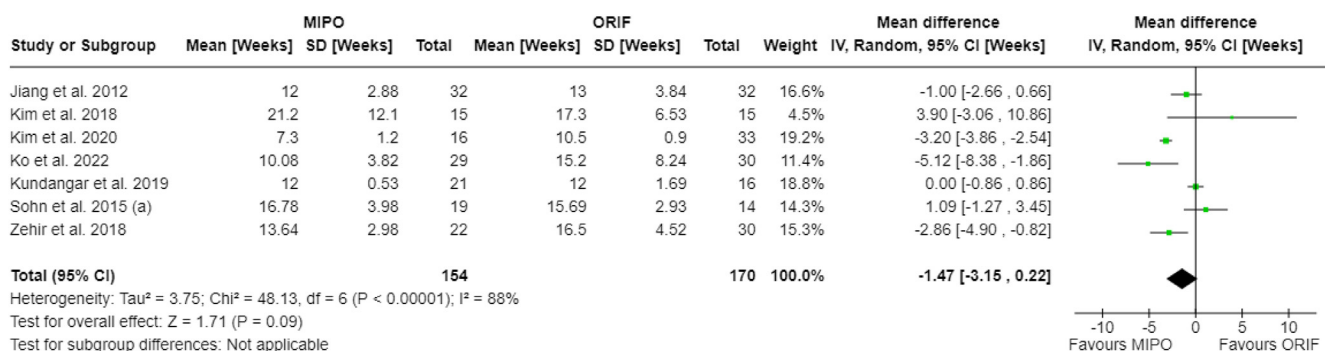 MIPO ORIF Mean difference Mean difference
Study or Subgroup Mean [Weeks] SD [Weeks] Total Mean [Weeks] SD [Weeks] Total Weight IV, Random, 95% CI [Weeks] IV, Random, 95% CI [Weeks]
Jiang et al. 2012 12 2.88 32 13 3.84 32 16.6% -1.00 [-2.66 , 0.66]
Kim et al. 2018 21.2 12.1 15 17.3 6.53 15 4.5% 3.90 [-3.06 , 10.86]
Kim et al. 2020 7.3 1.2 16 10.5 0.9 33 19.2% -3.20 [-3.86 , -2.54]
Ko et al. 2022 10.08 3.82 29 15.2 8.24 30 11.4% -5.12 [-8.38 , -1.86]
Kundangar et al. 2019 12 0.53 21 12 1.69 16 18.8% 0.00 [-0.86 , 0.86]
Sohn et al. 2015 (a) 16.78 3.98 19 15.69 2.93 14 14.3% 1.09 [-1.27 , 3.45]
Zehir et al. 2018 13.64 2.98 22 16.5 4.52 30 15.3% -2.86 [-4.90 , -0.82]
Total (95% CI) 154 170 100.0% -1.47 [-3.15 , 0.22]
Heterogeneity: Tau² = 3.75; Chi² = 48.13, df = 6 (P < 0.00001); I² = 88%
Test for overall effect: Z = 1.71 (P = 0.09)
Test for subgroup differences: Not applicable
-10 -5 0 5 10
Favours MIPO Favours ORIF